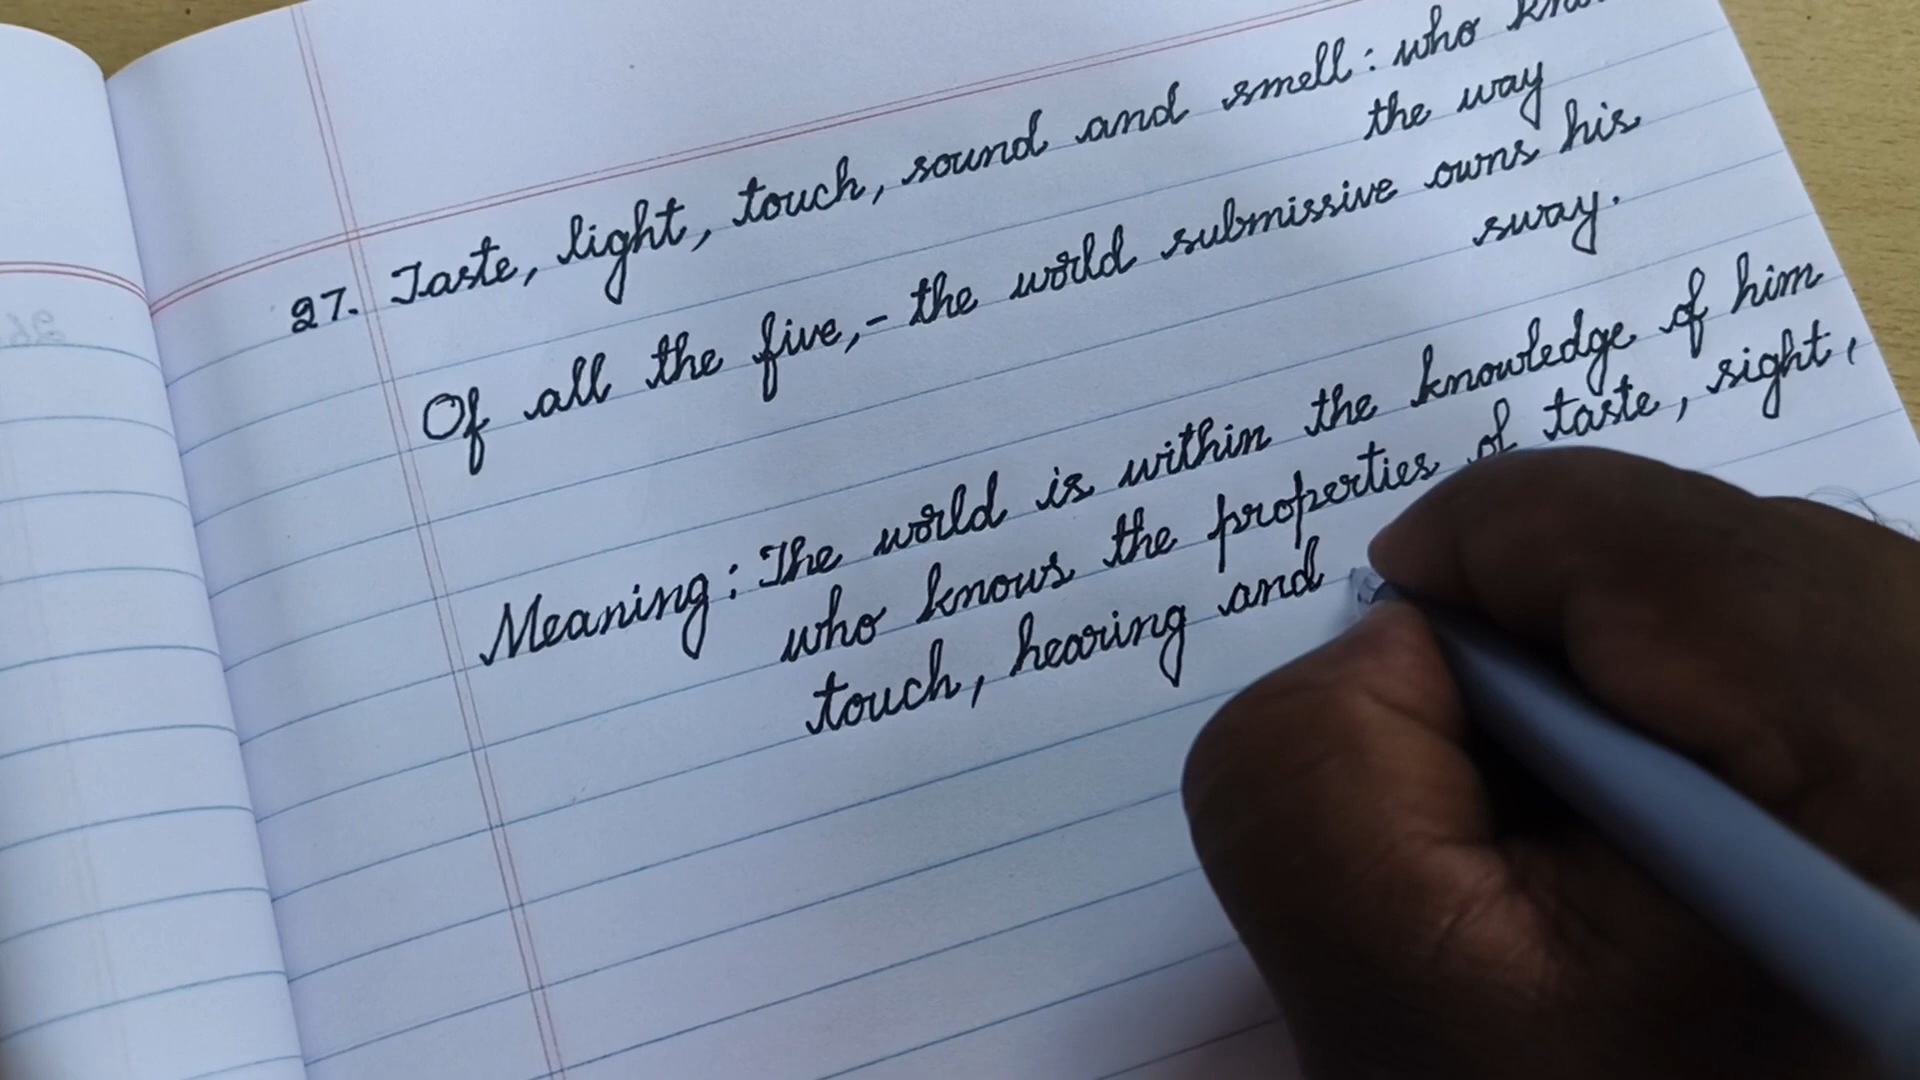 27. Taste, light, touch, sound and smell: who
the way
Of all the five,- the world submissive owns his
sway.
Meaning: The world is within the knowledge of him
who knows the properties of taste, sight,
touch, hearing and